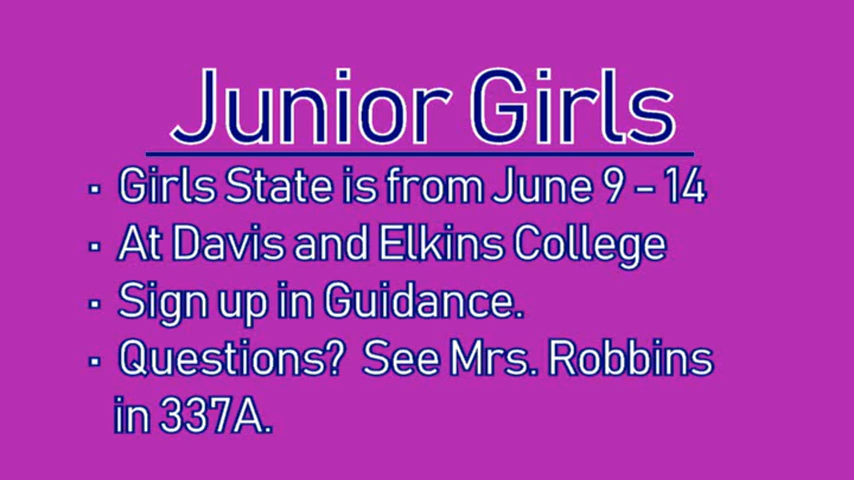 Junior Girls
· Girls State is from June 9 – 14
· At Davis and Elkins College
· Sign up in Guidance.
· Questions?  See Mrs. Robbins
in 337A.